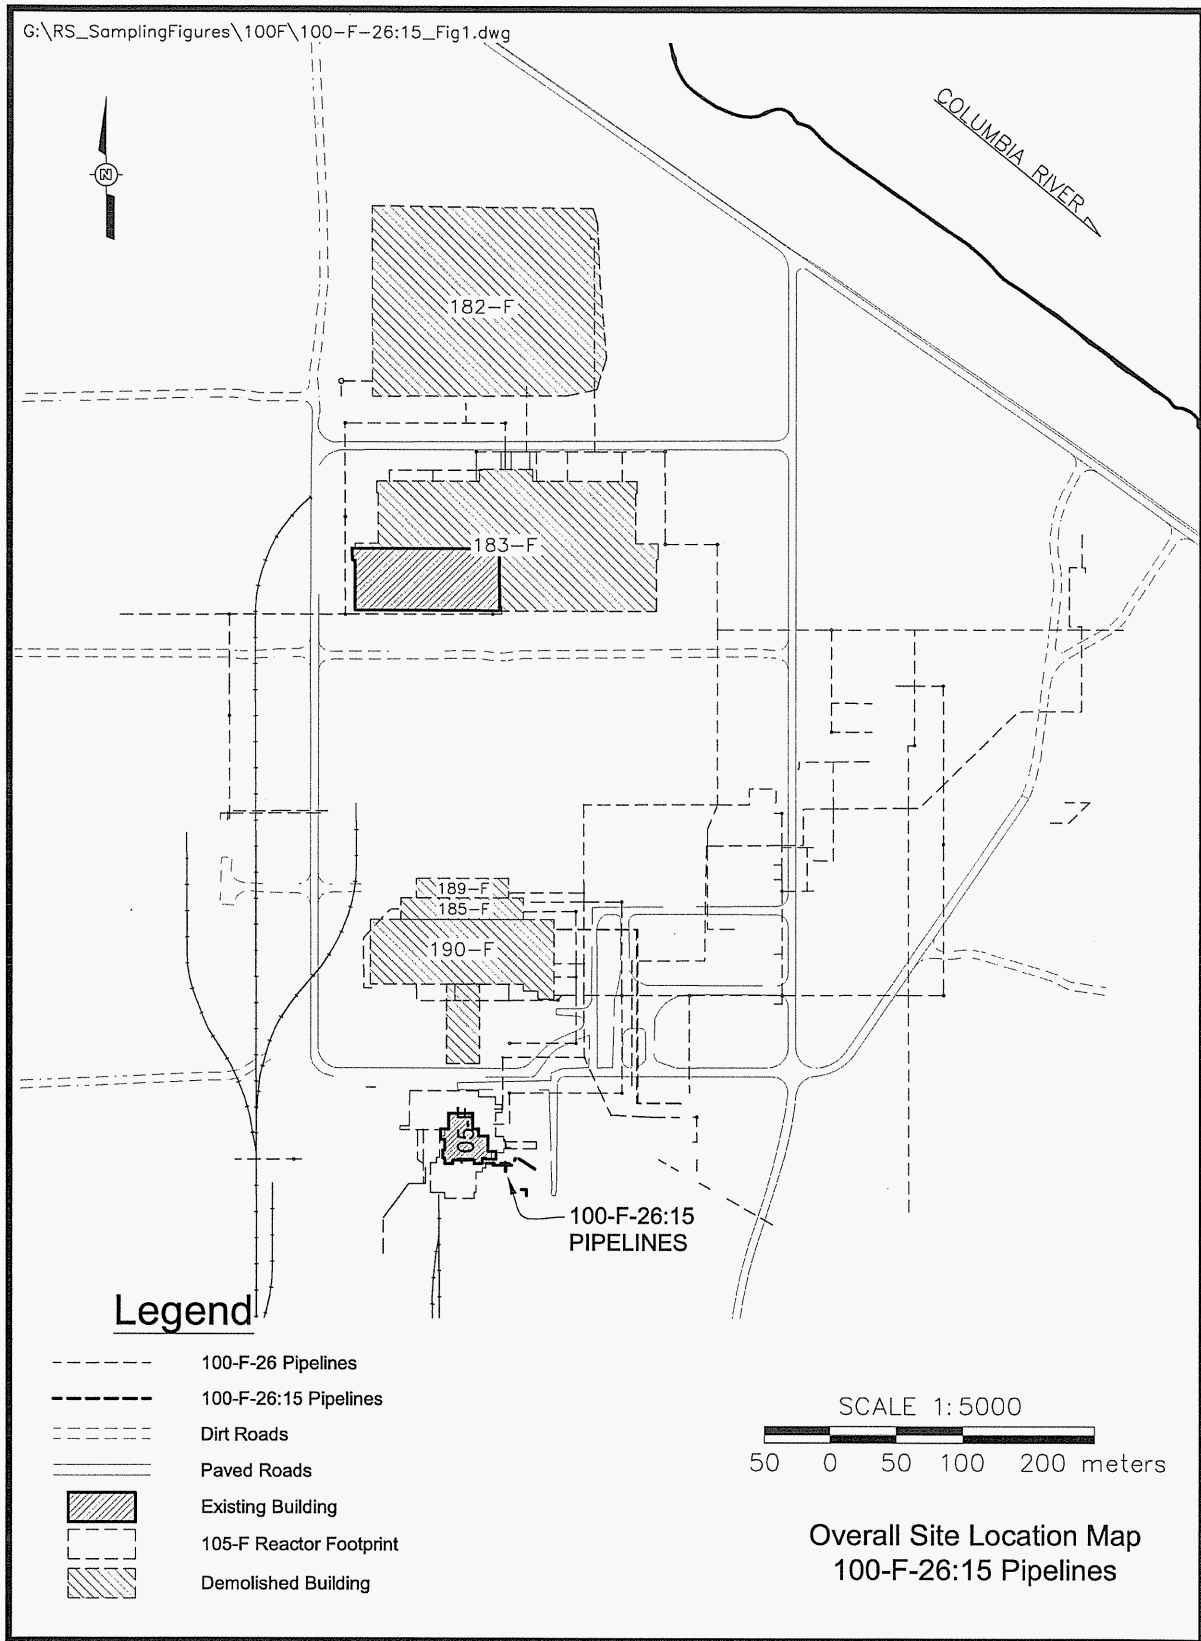 G:\RS_SamplingFigures\100F\100-F-26:15_Fig1.dwg
COLUMBIA RIVER
N
182-F
183-F
189-F
185-F
190-F
105-
100-F-26:15
PIPELINES
Legend
100-F-26 Pipelines
100-F-26:15 Pipelines
Dirt Roads
Paved Roads
Existing Building
105-F Reactor Footprint
Demolished Building
SCALE 1:5000
50 0 50 100 200 meters
Overall Site Location Map
100-F-26:15 Pipelines